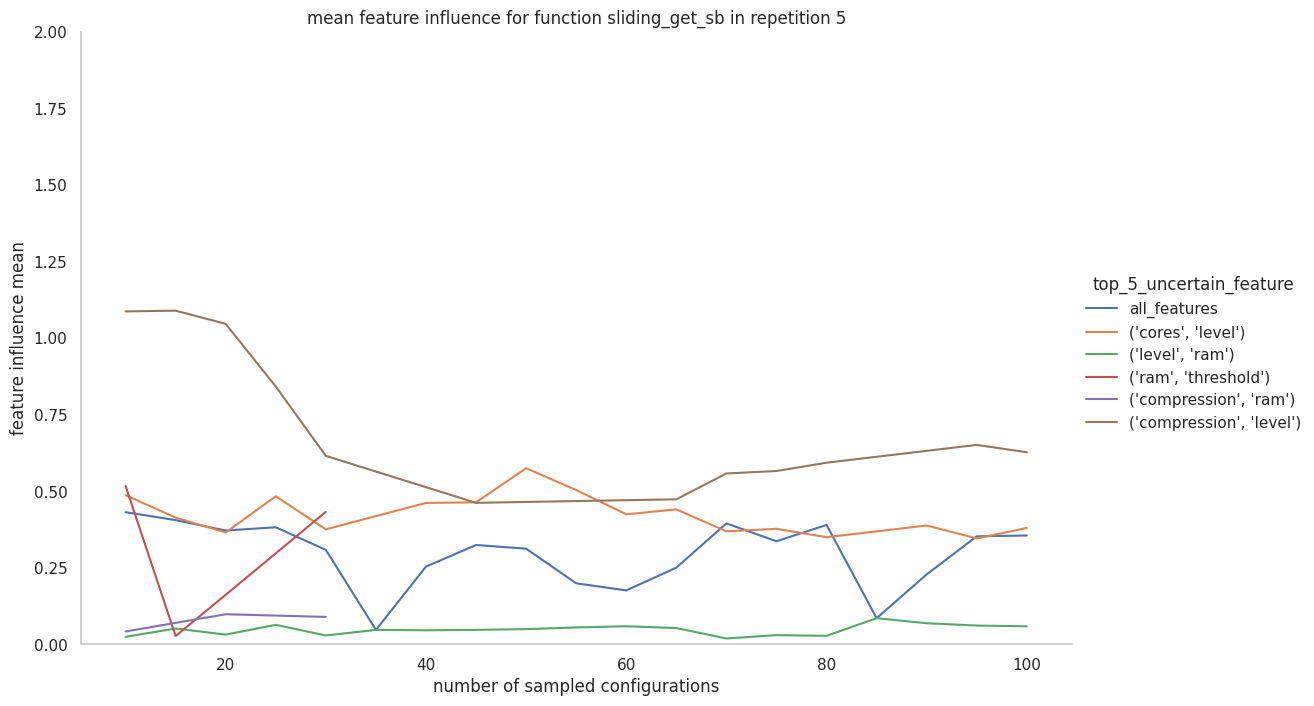 mean feature influence for function sliding_get_sb in repetition 5
2.00
1.75
1.50
1.25
1.00
0.75
0.50
0.25
0.00
feature influence mean
20
40
60
80
100
number of sampled configurations
top_5_uncertain_feature
all_features
('cores', 'level')
('level', 'ram')
('ram', 'threshold')
('compression', 'ram')
('compression', 'level')